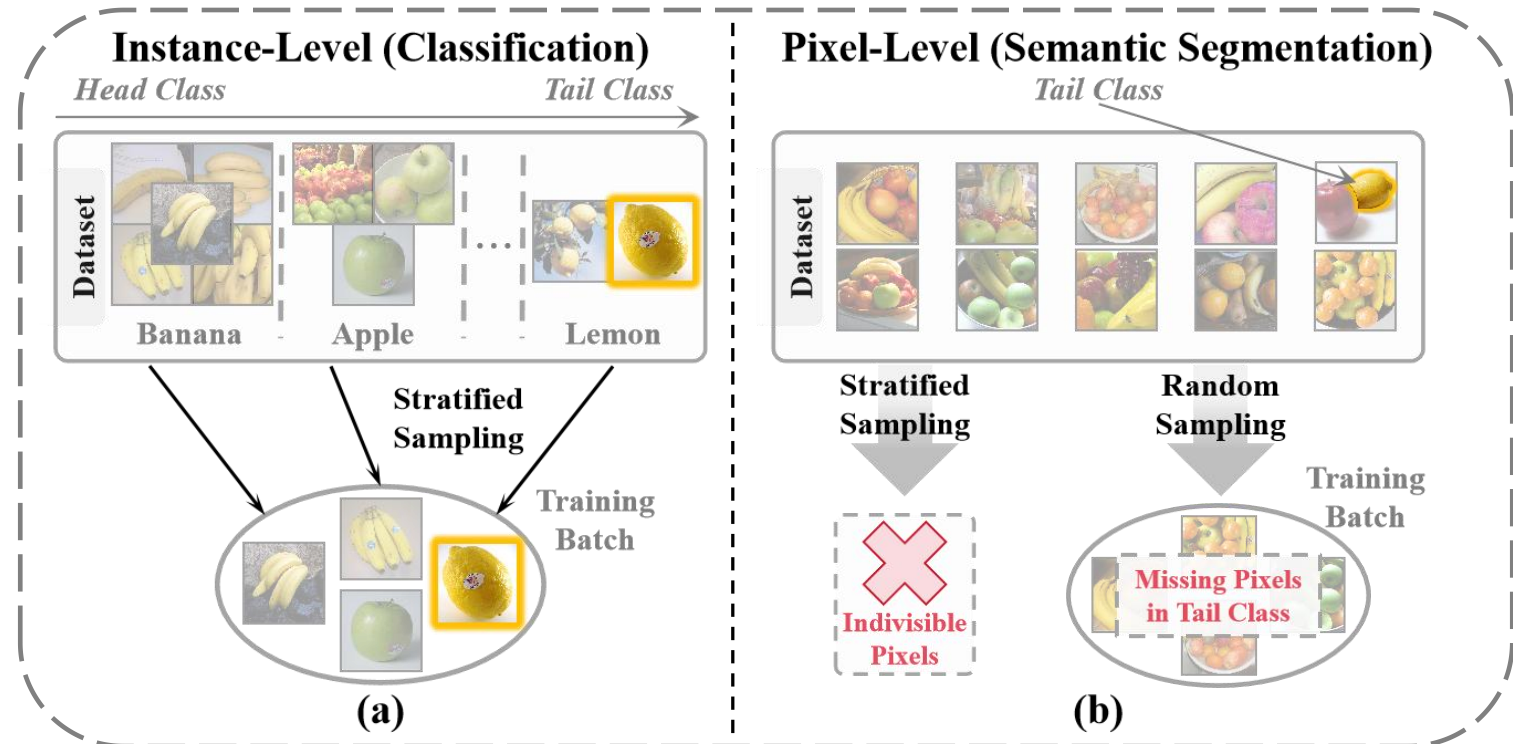 Instance-Level (Classification)
Head Class
Tail Class
Dataset
Banana
Apple
...
Lemon
Stratified
Sampling
Training
Batch
(a)
Pixel-Level (Semantic Segmentation)
Tail Class
Dataset
Stratified
Sampling
Random
Sampling
Indivisible
Pixels
Training
Batch
Missing Pixels
in Tail Class
(b)